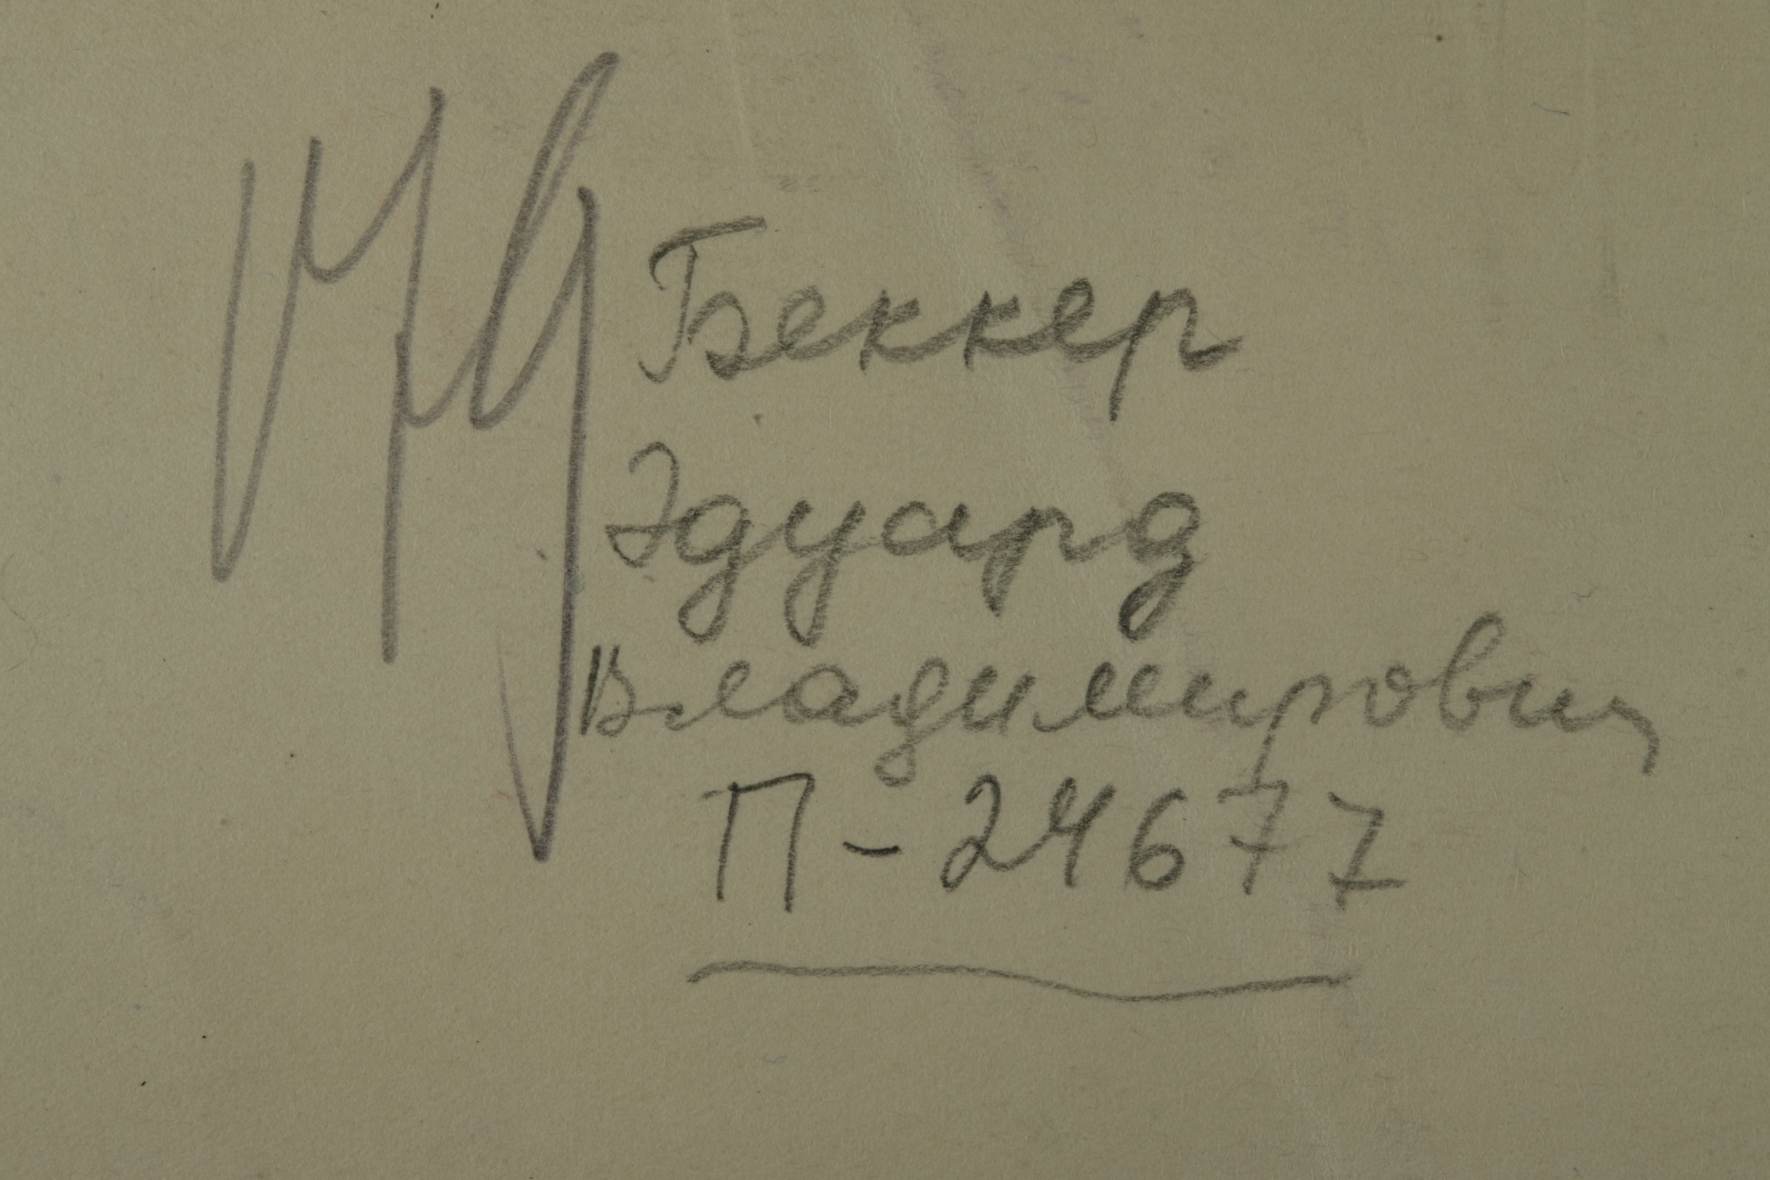 Беккер
Эдуард
Владимирович
П-24677